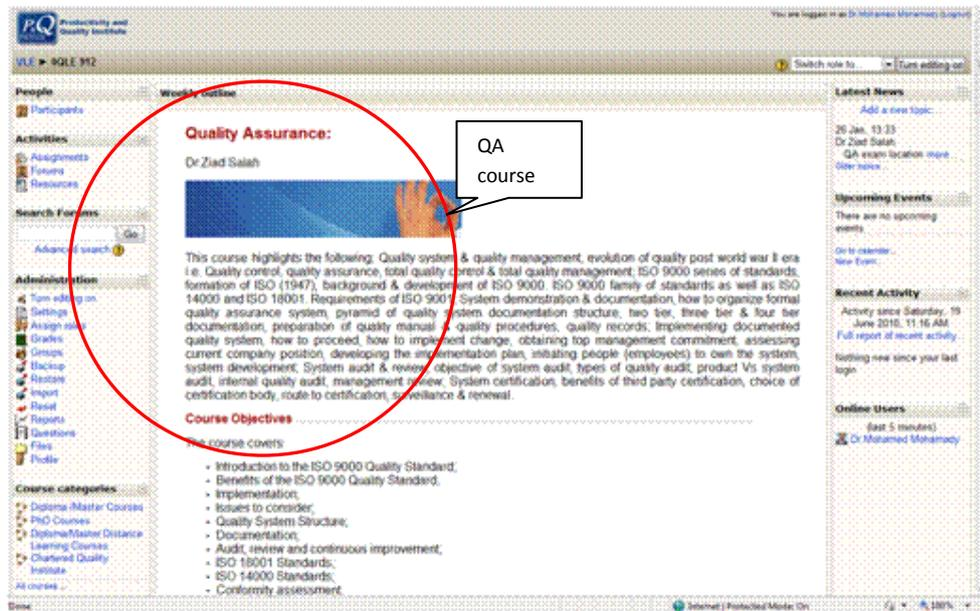 P.Q
Productivity and
Quality Institute
You are logged in as Dr Mohamed Mohamady (Logout)
VLE ► 0QLE 912
Switch role to...
Turn editing on
People
Participants
Activities
Assignments
Forums
Resources
Search Forums
Go
Advanced search
Administration
Turn editing on
Settings
Assign roles
Grades
Groups
Backup
Restore
Import
Reset
Reports
Questions
Files
Profile
Course categories
Diploma /Master Courses
PhD Courses
Diploma/Master Distance
Learning Courses
Chartered Quality
Institute
All courses ...
Weekly outline
Quality Assurance:
Dr Ziad Salah
QA
course
This course highlights the following: Quality system & quality management, evolution of quality post world war II era
i.e. Quality control, quality assurance, total quality control & total quality management, ISO 9000 series of standards,
formation of ISO (1947), background & development of ISO 9000. ISO 9000 family of standards as well as ISO
14000 and ISO 18001. Requirements of ISO 9001, System demonstration & documentation, how to organize formal
quality assurance system, pyramid of quality system documentation structure, two tier, three tier & four tier
documentation, preparation of quality manual & quality procedures, quality records; Implementing documented
quality system, how to proceed, how to implement change, obtaining top management commitment, assessing
current company position, developing the implementation plan, initiating people (employees) to own the system,
system development; System audit & review, objective of system audit, types of quality audit, product Vs system
audit, internal quality audit, management review; System certification, benefits of third party certification, choice of
certification body, route to certification, surveillance & renewal.
Course Objectives
The course covers:
• Introduction to the ISO 9000 Quality Standard;
• Benefits of the ISO 9000 Quality Standard;
• Implementation;
• Issues to consider;
• Quality System Structure;
• Documentation;
• Audit, review and continuous improvement;
• ISO 18001 Standards;
• ISO 14000 Standards;
• Conformity assessment.
Latest News
Add a new topic...
26 Jan, 13:33
Dr Ziad Salah
QA exam location more...
Older topics ...
Upcoming Events
There are no upcoming
events
Go to calendar...
New Event...
Recent Activity
Activity since Saturday, 19
June 2010, 11:16 AM
Full report of recent activity...
Nothing new since your last
login
Online Users
(last 5 minutes)
Dr Mohamed Mohamady
Done
Internet | Protected Mode: On
100%